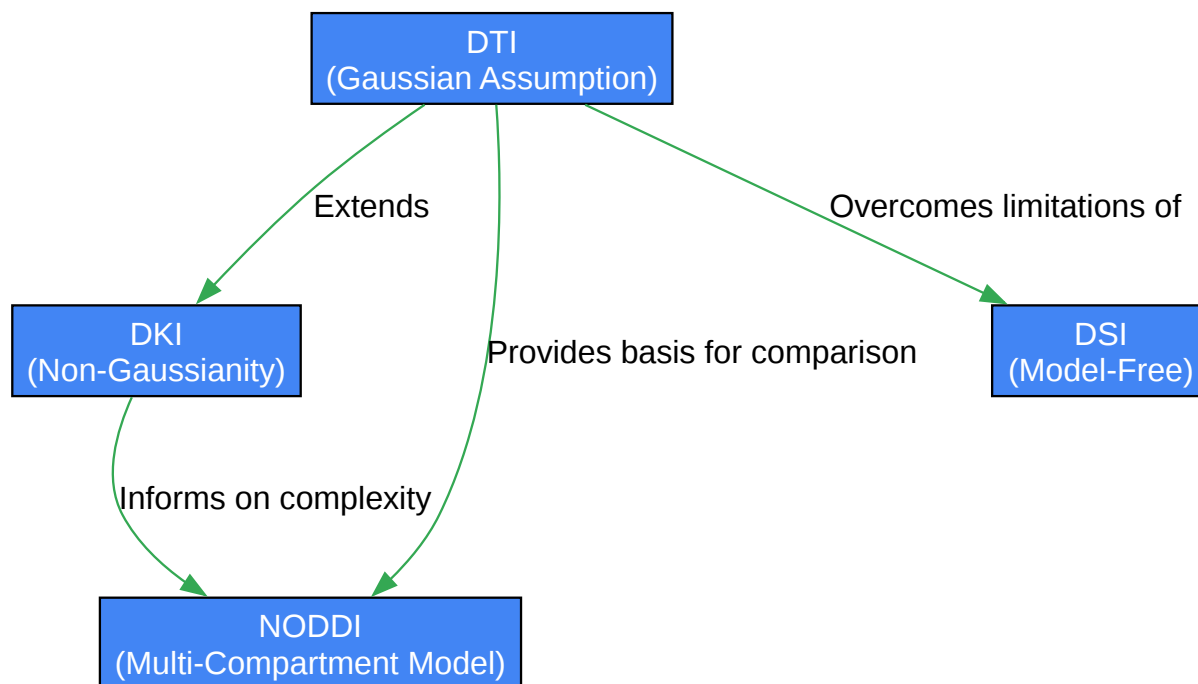 DTI
(Gaussian Assumption)
Extends
Overcomes limitations of
DKI
(Non-Gaussianity)
Provides basis for comparison
DSI
(Model-Free)
Informs on complexity
NODDI
(Multi-Compartment Model)